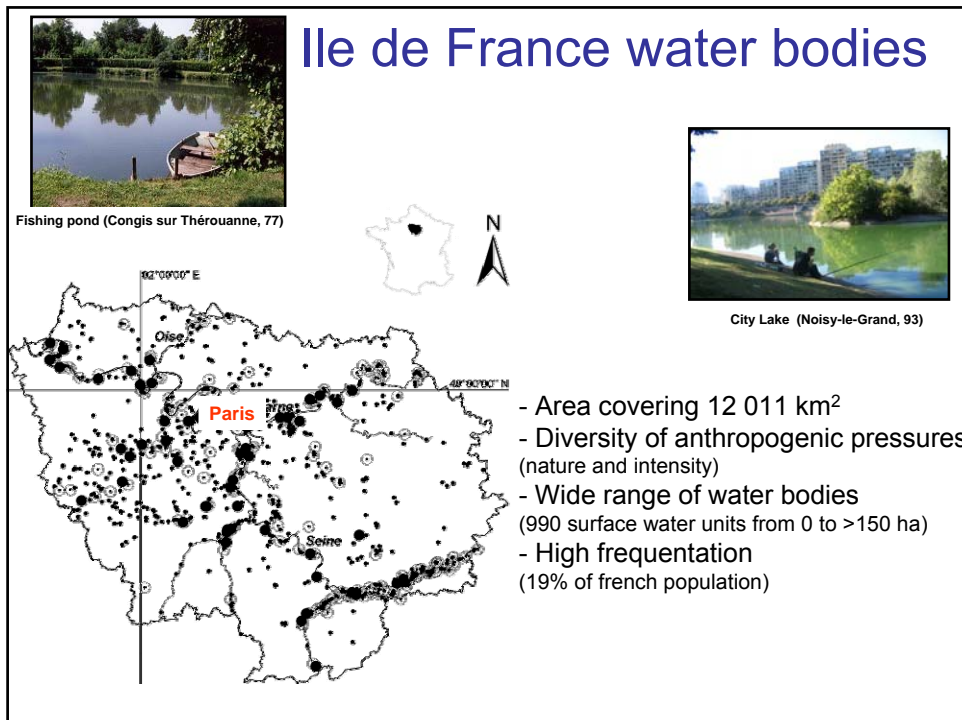 Ile de France water bodies
Fishing pond (Congis sur Thérouanne, 77)
N
City Lake (Noisy-le-Grand, 93)
02°00'00" E
Oise
49°00'00" N
Paris
arne
Seine
- Area covering 12 011 km²
- Diversity of anthropogenic pressures
(nature and intensity)
- Wide range of water bodies
(990 surface water units from 0 to >150 ha)
- High frequentation
(19% of french population)